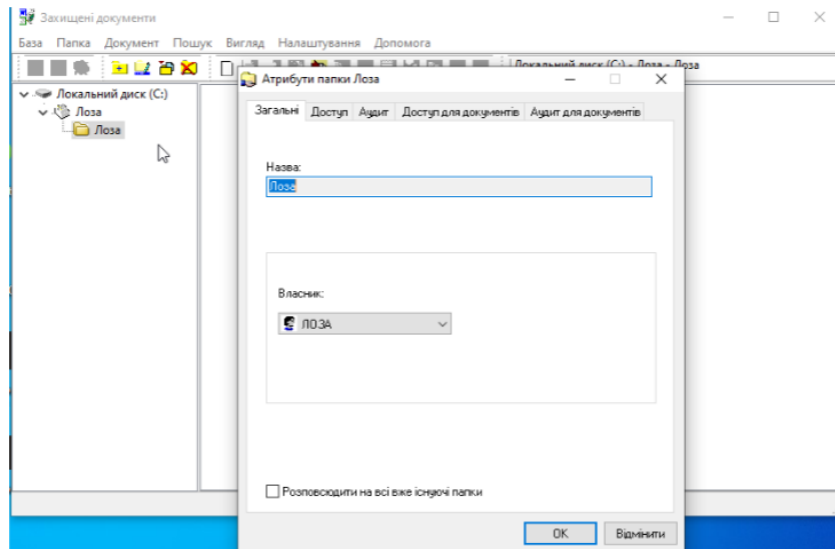 Захищені документи
База Папка Документ Пошук Вигляд Налаштування Допомога
Локальний диск (C:) - Лоза - Лоза
Атрибути папки Лоза
Локальний диск (C:)
Лоза
Лоза
Загальні Доступ Аудит Доступ для документів Аудит для документів
Назва:
Лоза
Власник:
ЛОЗА
Розповсюдити на всі вже існуючі папки
OK Відмінити